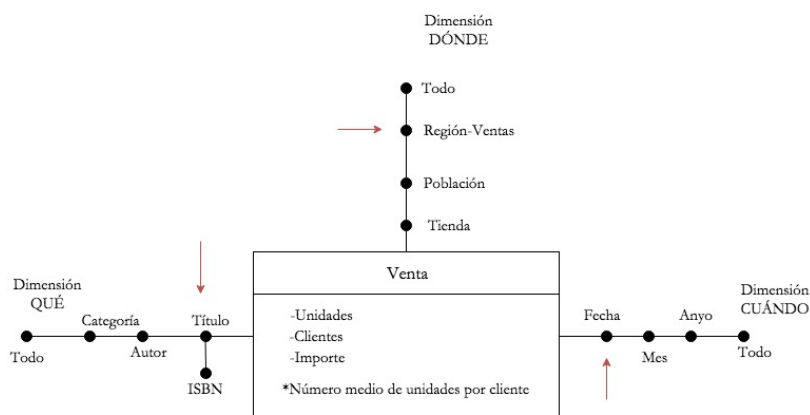 Dimensión
DÓNDE
Todo
Región-Ventas
Población
Tienda
Venta
-Unidades
-Clientes
-Importe
*Número medio de unidades por cliente
Dimensión
QUÉ
Todo
Categoría
Autor
Título
ISBN
Dimensión
CUÁNDO
Fecha
Mes
Anyo
Todo